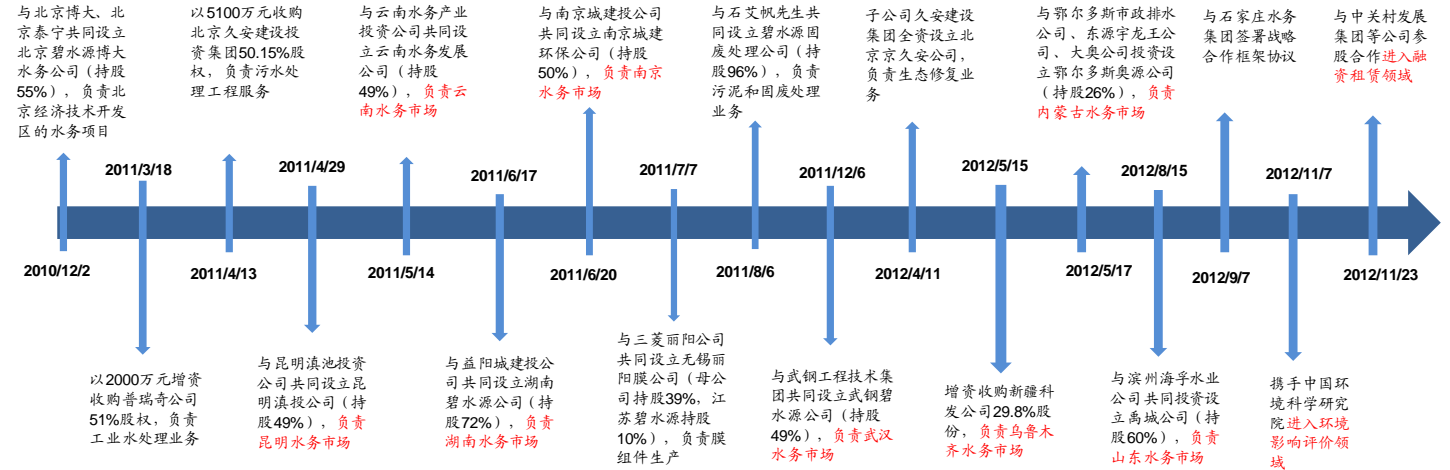 与北京博大、北
京泰宁共同设立
北京碧水源博大
水务公司（持股
55%），负责北
京经济技术开发
区的水务项目
以5100万元收购
北京久安建设投
资集团50.15%股
权，负责污水处
理工程服务
与云南水务产业
投资公司共同设
立云南水务发展
公司（持股
49%），负责云
南水务市场
与南京城建投公司
共同设立南京城建
环保公司（持股
50%），负责南京
水务市场
与石艾帆先生共
同设立碧水源固
废处理公司（持
股96%），负责
污泥和固废处理
业务
子公司久安建设
集团全资设立北
京京久安公司，
负责生态修复业
务
与鄂尔多斯市政排水
公司、东源宇龙王公
司、大奥公司投资设
立鄂尔多斯奥源公司
（持股26%），负责
内蒙古水务市场
与石家庄水务
集团签署战略
合作框架协议
与中关村发展
集团等公司参
股合作进入融
资租赁领域
2011/3/18
2011/4/29
2011/6/17
2011/7/7
2011/12/6
2012/5/15
2012/8/15
2012/11/7
2010/12/2
2011/4/13
2011/5/14
2011/6/20
2011/8/6
2012/4/11
2012/5/17
2012/9/7
2012/11/23
以2000万元增资
收购普瑞奇公司
51%股权，负责
工业水处理业务
与昆明滇池投资
公司共同设立昆
明滇投公司（持
股49%），负责
昆明水务市场
与益阳城建投公
司共同设立湖南
碧水源公司（持
股72%），负责
湖南水务市场
与三菱丽阳公司
共同设立无锡丽
阳膜公司（母公
司持股39%，江
苏碧水源持股
10%），负责膜
组件生产
与武钢工程技术集
团共同设立武钢碧
水源公司（持股
49%），负责武汉
水务市场
增资收购新疆科
发公司29.8%股
份，负责乌鲁木
齐水务市场
与滨州海孚水业
公司共同投资设
立禹城公司（持
股60%），负责
山东水务市场
携手中国环
境科学研究
院进入环境
影响评价领
域